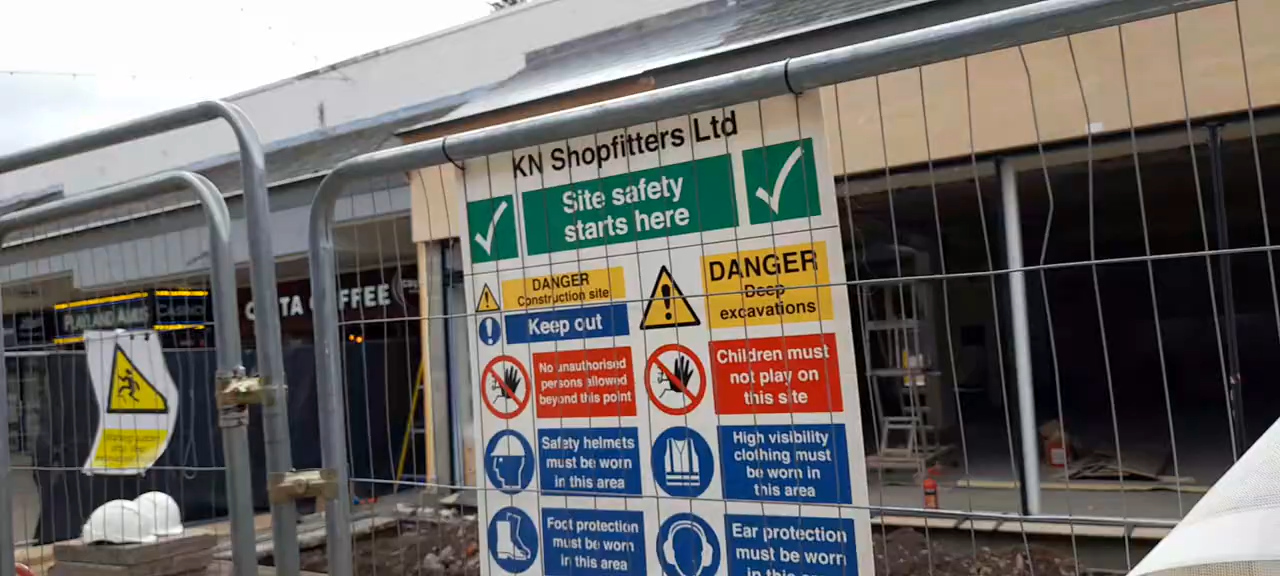 KN Shopfitters Ltd
Site safety
starts here
DANGER
Construction site
Keep out
DANGER
Deep
excavations
No unauthorised
persons allowed
beyond this point
Children must
not play on
this site
Safety helmets
must be worn
in this area
High visibility
clothing must
be worn in
this area
Foot protection
must be worn
in this area
Ear protection
must be worn
COSTA COFFEE